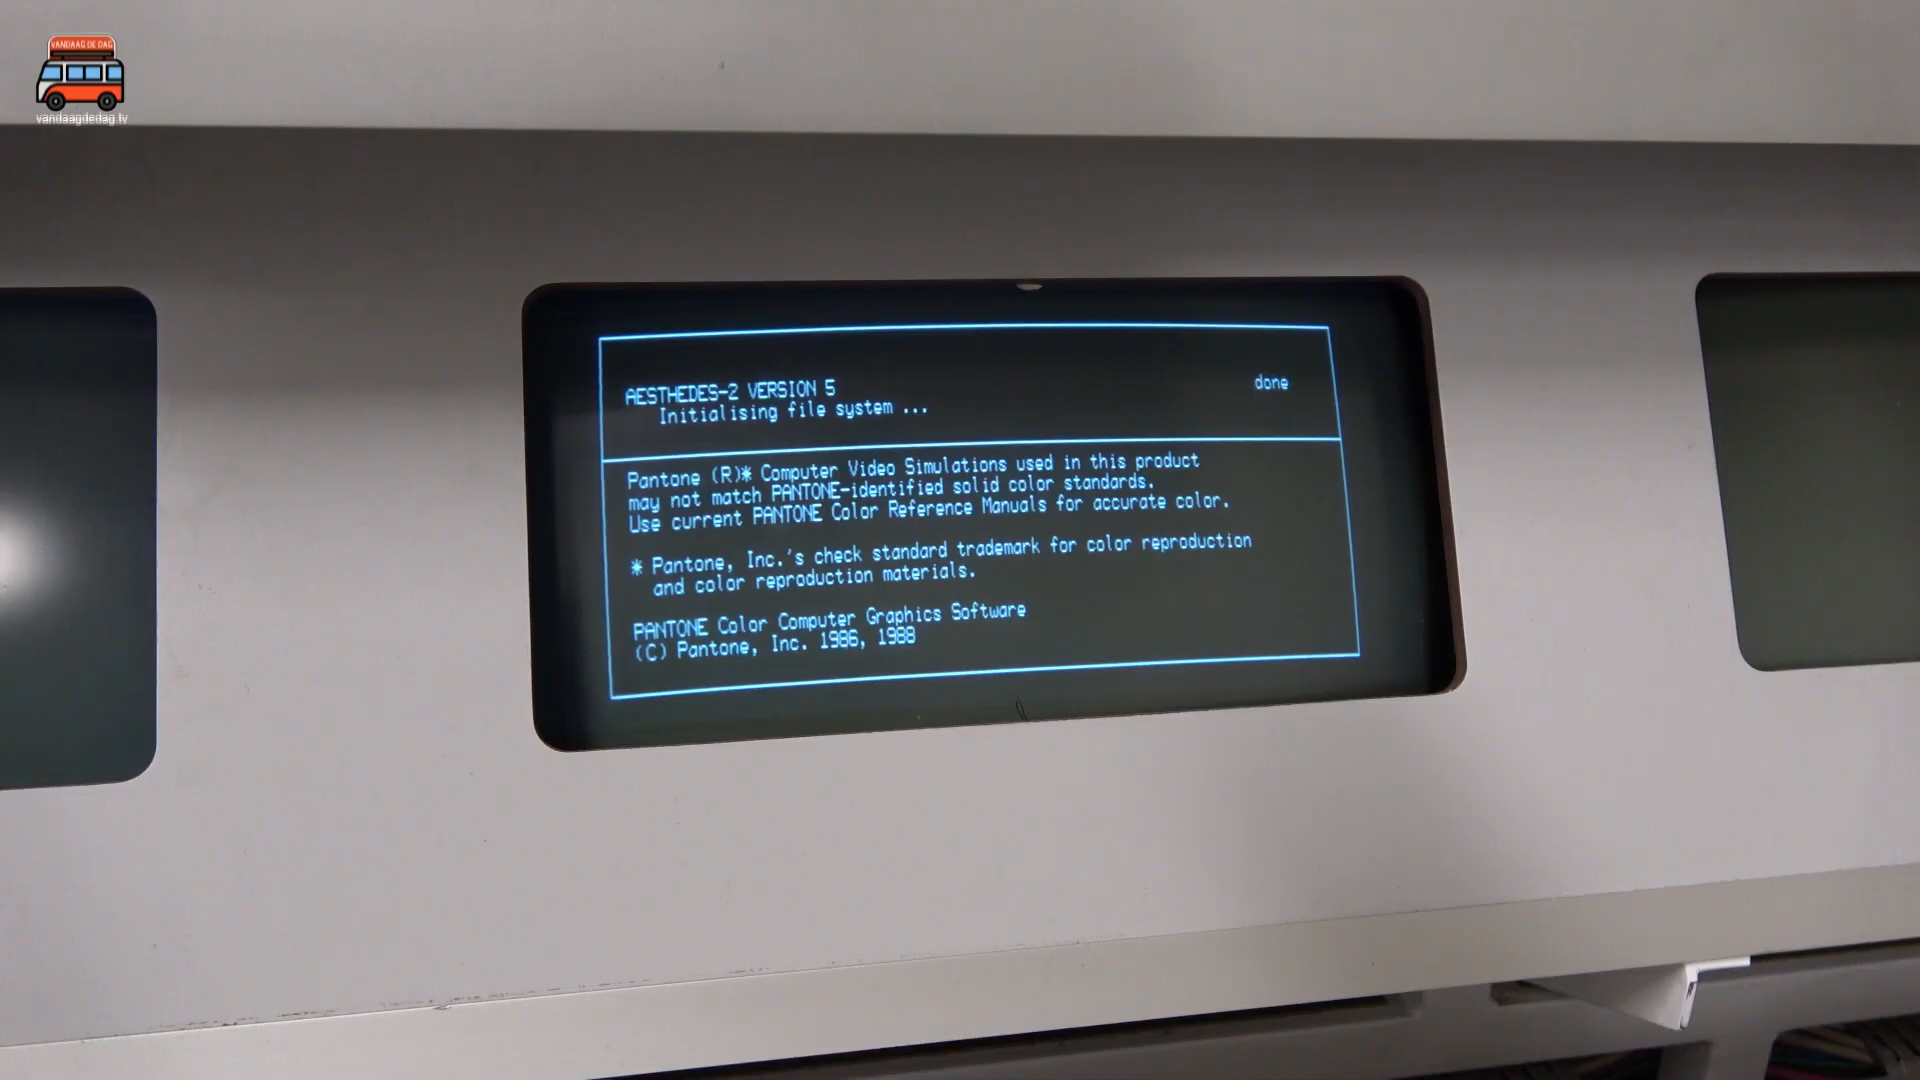 VANDAAG DE DAG
vandaagdedag.tv
AESTHEDES-2 VERSION 5 done
Initialising file system ...
Pantone (R)* Computer Video Simulations used in this product
may not match PANTONE-identified solid color standards.
Use current PANTONE Color Reference Manuals for accurate color.
* Pantone, Inc.'s check standard trademark for color reproduction
and color reproduction materials.
PANTONE Color Computer Graphics Software
(C) Pantone, Inc. 1986, 1988